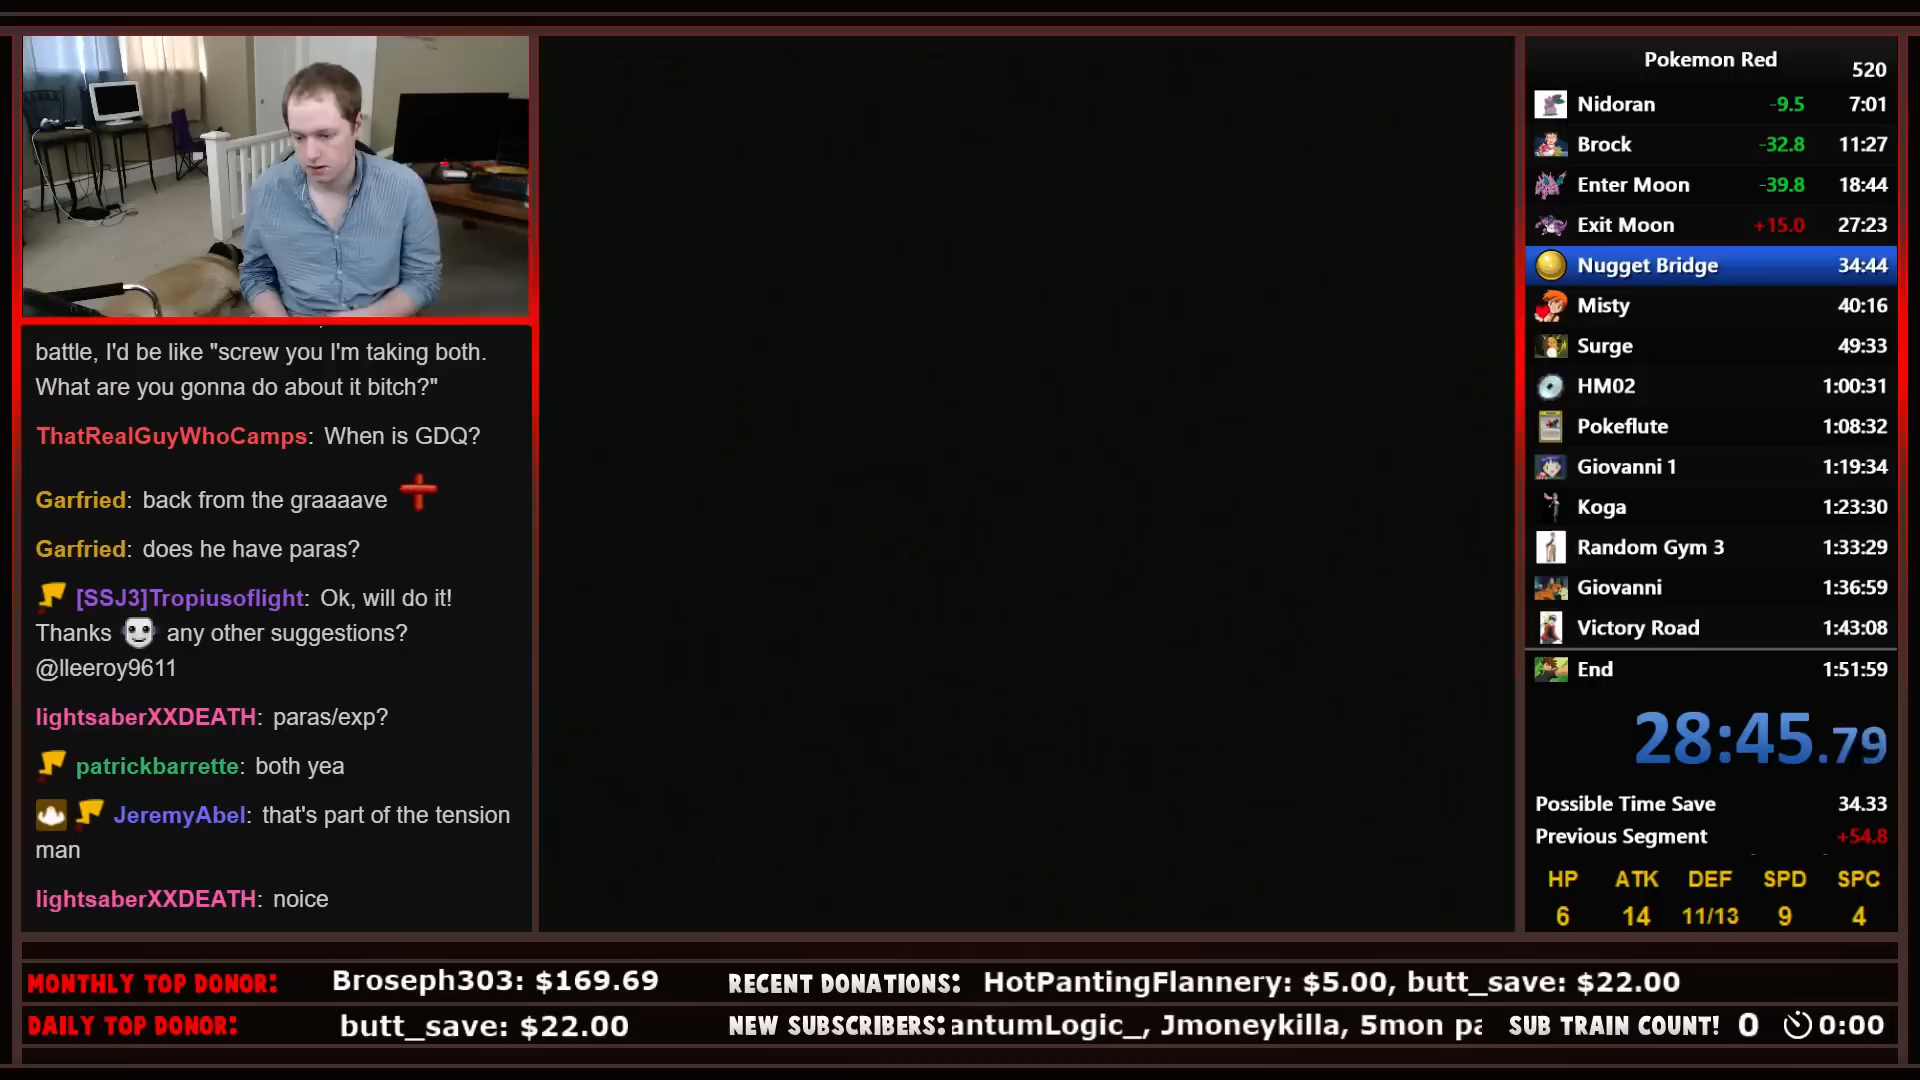 battle, I'd be like "screw you I'm taking both.
What are you gonna do about it bitch?"
ThatRealGuyWhoCamps: When is GDQ?
Garfried: back from the graaaave
Garfried: does he have paras?
[SSJ3]Tropiusoflight: Ok, will do it!
Thanks any other suggestions?
@lleeroy9611
lightsaberXXDEATH: paras/exp?
patrickbarrette: both yea
JeremyAbel: that's part of the tension
man
lightsaberXXDEATH: noice
Pokemon Red 520
Nidoran -9.5 7:01
Brock -32.8 11:27
Enter Moon -39.8 18:44
Exit Moon +15.0 27:23
Nugget Bridge 34:44
Misty 40:16
Surge 49:33
HM02 1:00:31
Pokeflute 1:08:32
Giovanni 1 1:19:34
Koga 1:23:30
Random Gym 3 1:33:29
Giovanni 1:36:59
Victory Road 1:43:08
End 1:51:59
28:45.79
Possible Time Save 34.33
Previous Segment +54.8
HP ATK DEF SPD SPC
6 14 11/13 9 4
MONTHLY TOP DONOR: Broseph303: $169.69 RECENT DONATIONS: HotPantingFlannery: $5.00, butt_save: $22.00
DAILY TOP DONOR: butt_save: $22.00 NEW SUBSCRIBERS: antumLogic_, Jmoneykilla, 5mon pa SUB TRAIN COUNT! 0 0:00